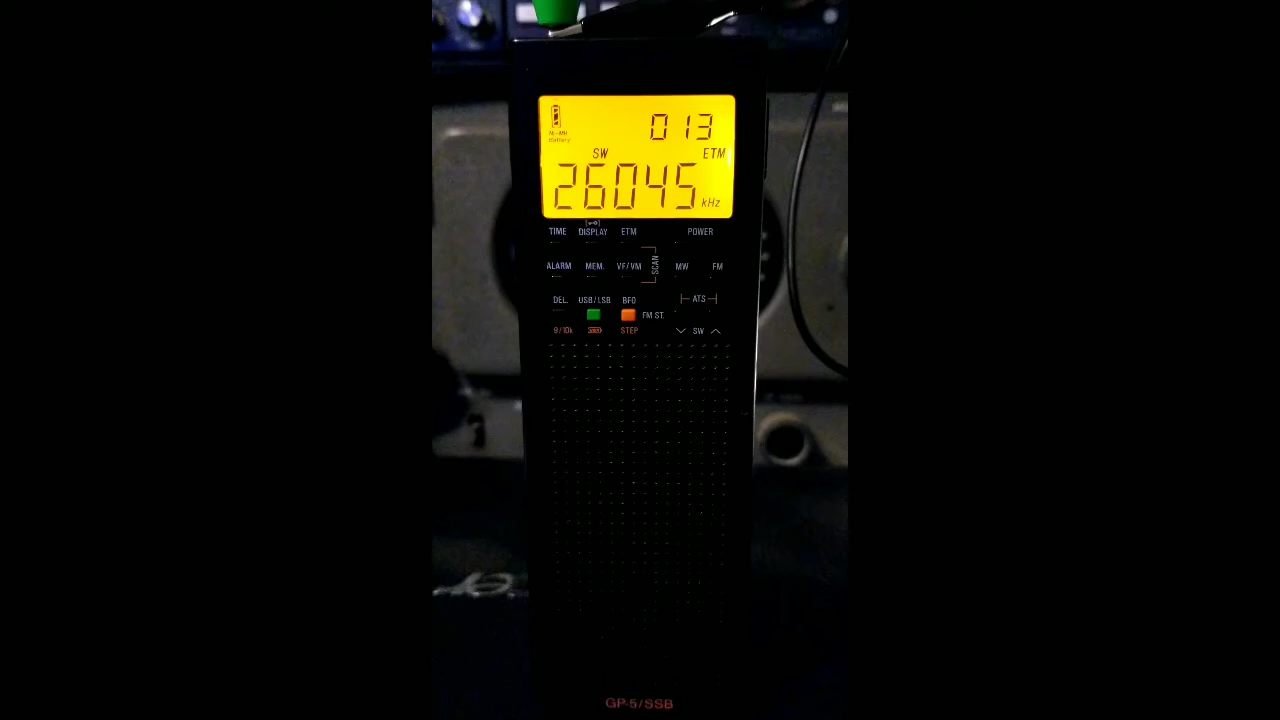 013
Ni-MH
Battery
SW ETM
26045 kHz
TIME DISPLAY ETM POWER
ALARM MEM. VF/VM SCAN MW FM
DEL. USB/LSB BFO ATS
FM ST.
9/10k STEP SW
GP-5/SSB